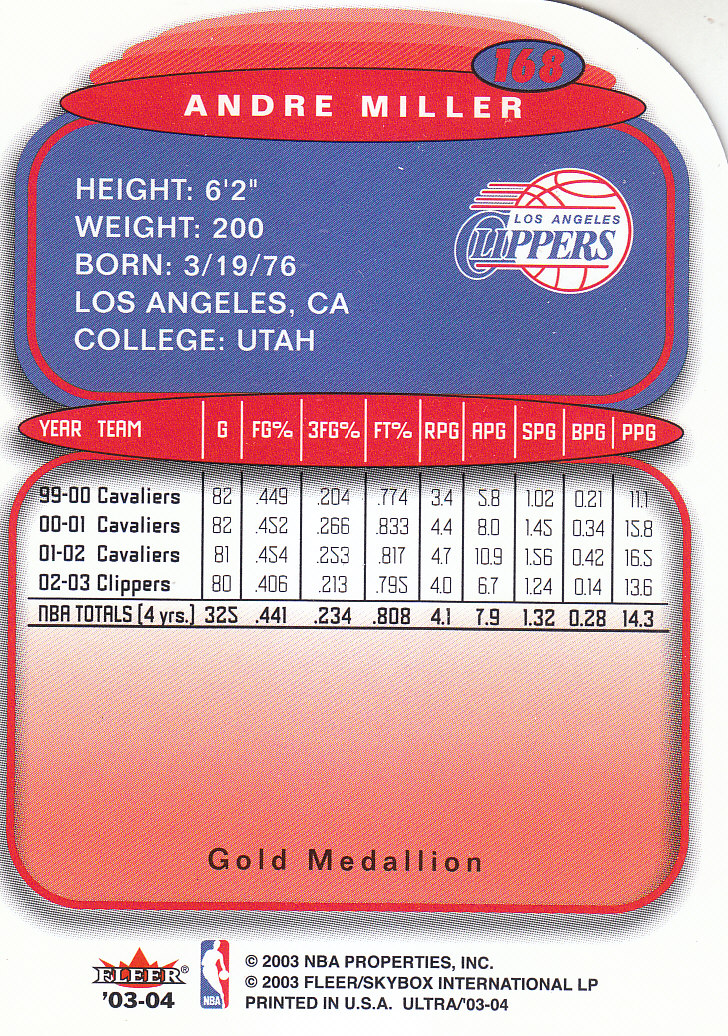 168
ANDRE MILLER
HEIGHT: 6'2"
WEIGHT: 200
BORN: 3/19/76
LOS ANGELES, CA
COLLEGE: UTAH
LOS ANGELES
CLIPPERS
YEAR TEAM G FG% 3FG% FT% RPG APG SPG BPG PPG
99-00 Cavaliers 82 .449 .204 .774 3.4 5.8 1.02 0.21 11.1
00-01 Cavaliers 82 .452 .266 .833 4.4 8.0 1.45 0.34 15.8
01-02 Cavaliers 81 .454 .253 .817 4.7 10.9 1.56 0.42 16.5
02-03 Clippers 80 .406 .213 .795 4.0 6.7 1.24 0.14 13.6
NBA TOTALS (4 yrs.) 325 .441 .234 .808 4.1 7.9 1.32 0.28 14.3
Gold Medallion
FLEER®
'03-04
NBA
© 2003 NBA PROPERTIES, INC.
© 2003 FLEER/SKYBOX INTERNATIONAL LP
PRINTED IN U.S.A. ULTRA/'03-04